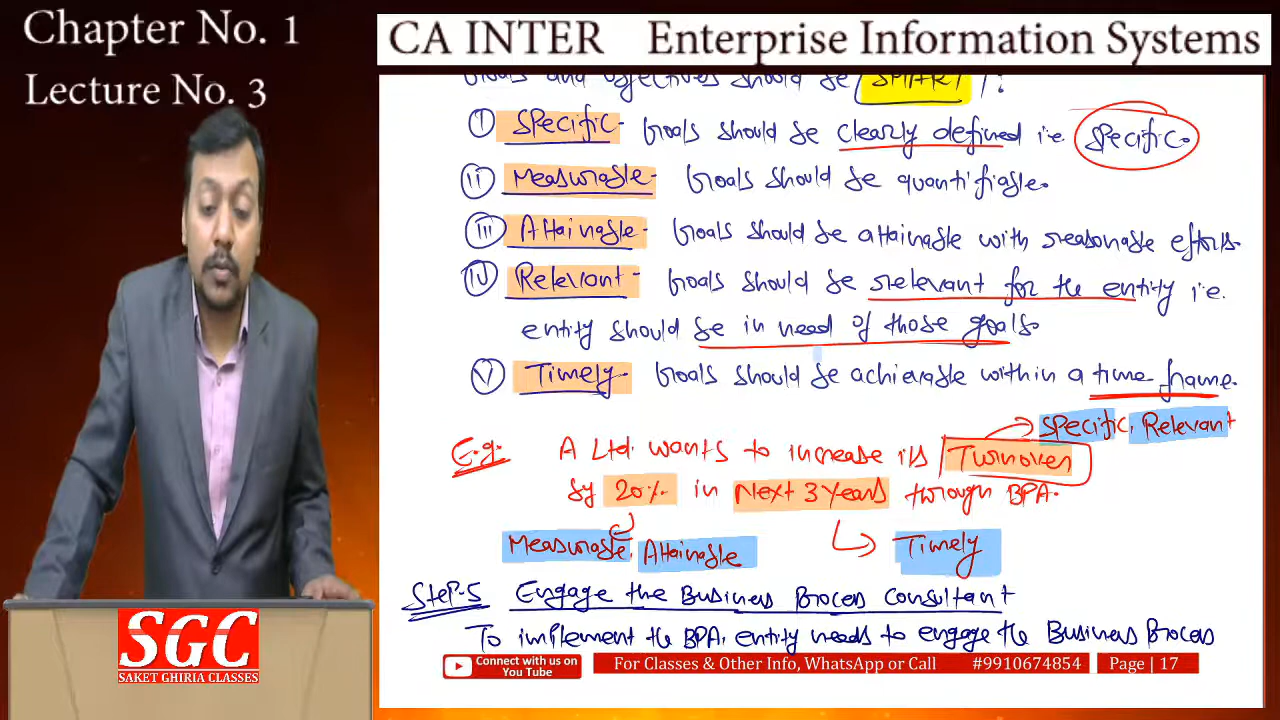 Chapter No. 1
Lecture No. 3
CA INTER Enterprise Information Systems
Goals and objectives should be SMART:
(i) Specific- Goals should be clearly defined i.e. specific.
(ii) Measurable- Goals should be quantifiable.
(iii) Attainable- Goals should be attainable with reasonable efforts.
(iv) Relevant- Goals should be relevant for the entity i.e.
entity should be in need of those goals.
(v) Timely- Goals should be achievable within a time frame.
Specific, Relevant
E.g. A Ltd. wants to increase its Turnover
by 20% in Next 3 Years through BPA.
Measurable, Attainable Timely
Step-5 Engage the Business Process Consultant
To implement the BPA, entity needs to engage the Business Process
SGC
SAKET GHIRIA CLASSES
Connect with us on
You Tube
For Classes & Other Info, WhatsApp or Call #9910674854 Page | 17